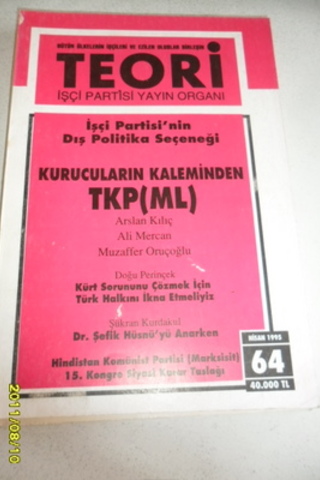 BÜTÜN ÜLKELERİN İŞÇİLERİ VE EZİLEN ULUSLAR BİRLEŞİN
TEORİ
İŞÇİ PARTİSİ YAYIN ORGANI
İşçi Partisi'nin
Dış Politika Seçeneği
KURUCULARIN KALEMİNDEN
TKP(ML)
Arslan Kılıç
Ali Mercan
Muzaffer Oruçoğlu
Doğu Perinçek
Kürt Sorununu Çözmek İçin
Türk Halkını İkna Etmeliyiz
Şükran Kurdakul
Dr. Şefik Hüsnü'yü Anarken
Hindistan Komünist Partisi (Marksist)
15. Kongre Siyasi Karar Taslağı
NİSAN 1995
64
40.000 TL
2011/08/10